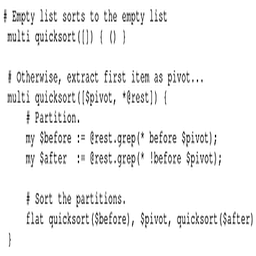 # Empty list sorts to the empty list
multi quicksort([]) { () }

# Otherwise, extract first item as pivot...
multi quicksort([$pivot, *@rest]) {
    # Partition.
    my $before := @rest.grep(* before $pivot);
    my $after  := @rest.grep(* !before $pivot);

    # Sort the partitions.
    flat quicksort($before), $pivot, quicksort($after)
}